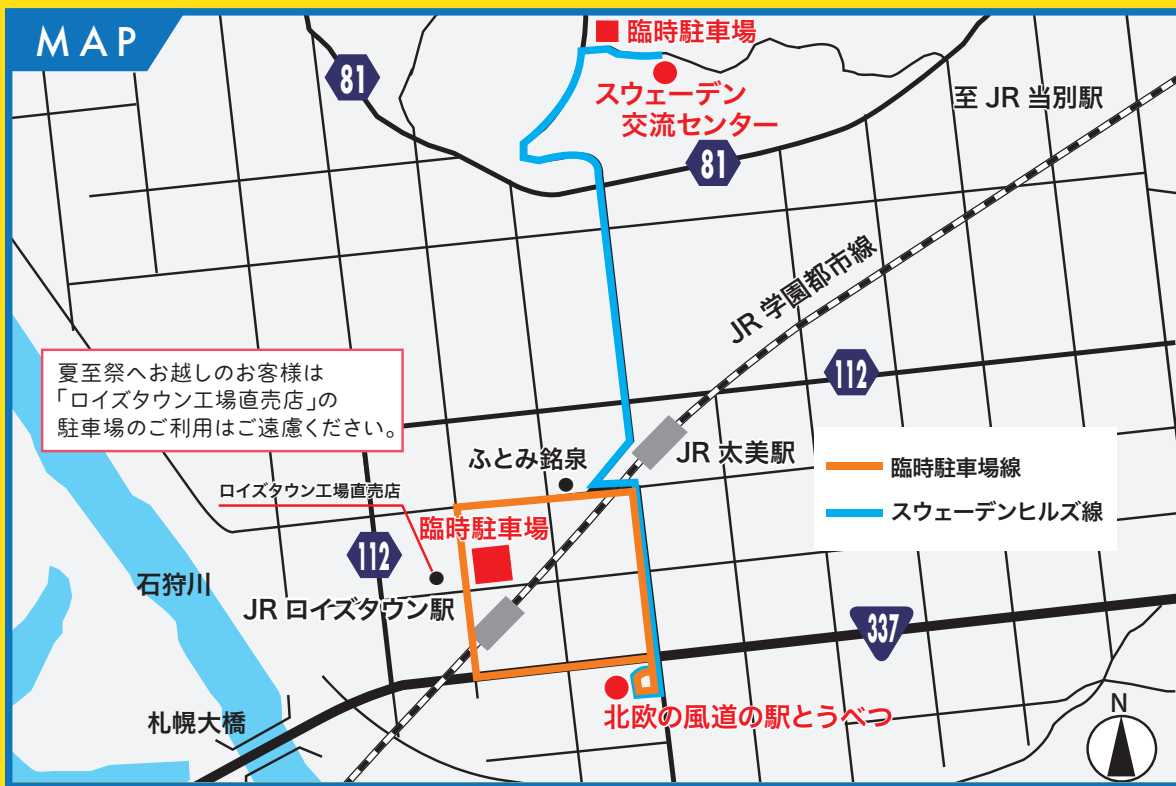 MAP
臨時駐車場
81
スウェーデン
交流センター
至 JR 当別駅
81
JR 学園都市線
夏至祭へお越しのお客様は
「ロイズタウン工場直売店」の
駐車場のご利用はご遠慮ください。
112
JR 太美駅
ふとみ銘泉
臨時駐車場線
スウェーデンヒルズ線
ロイズタウン工場直売店
臨時駐車場
112
石狩川
JR ロイズタウン駅
337
北欧の風道の駅とうべつ
札幌大橋
N